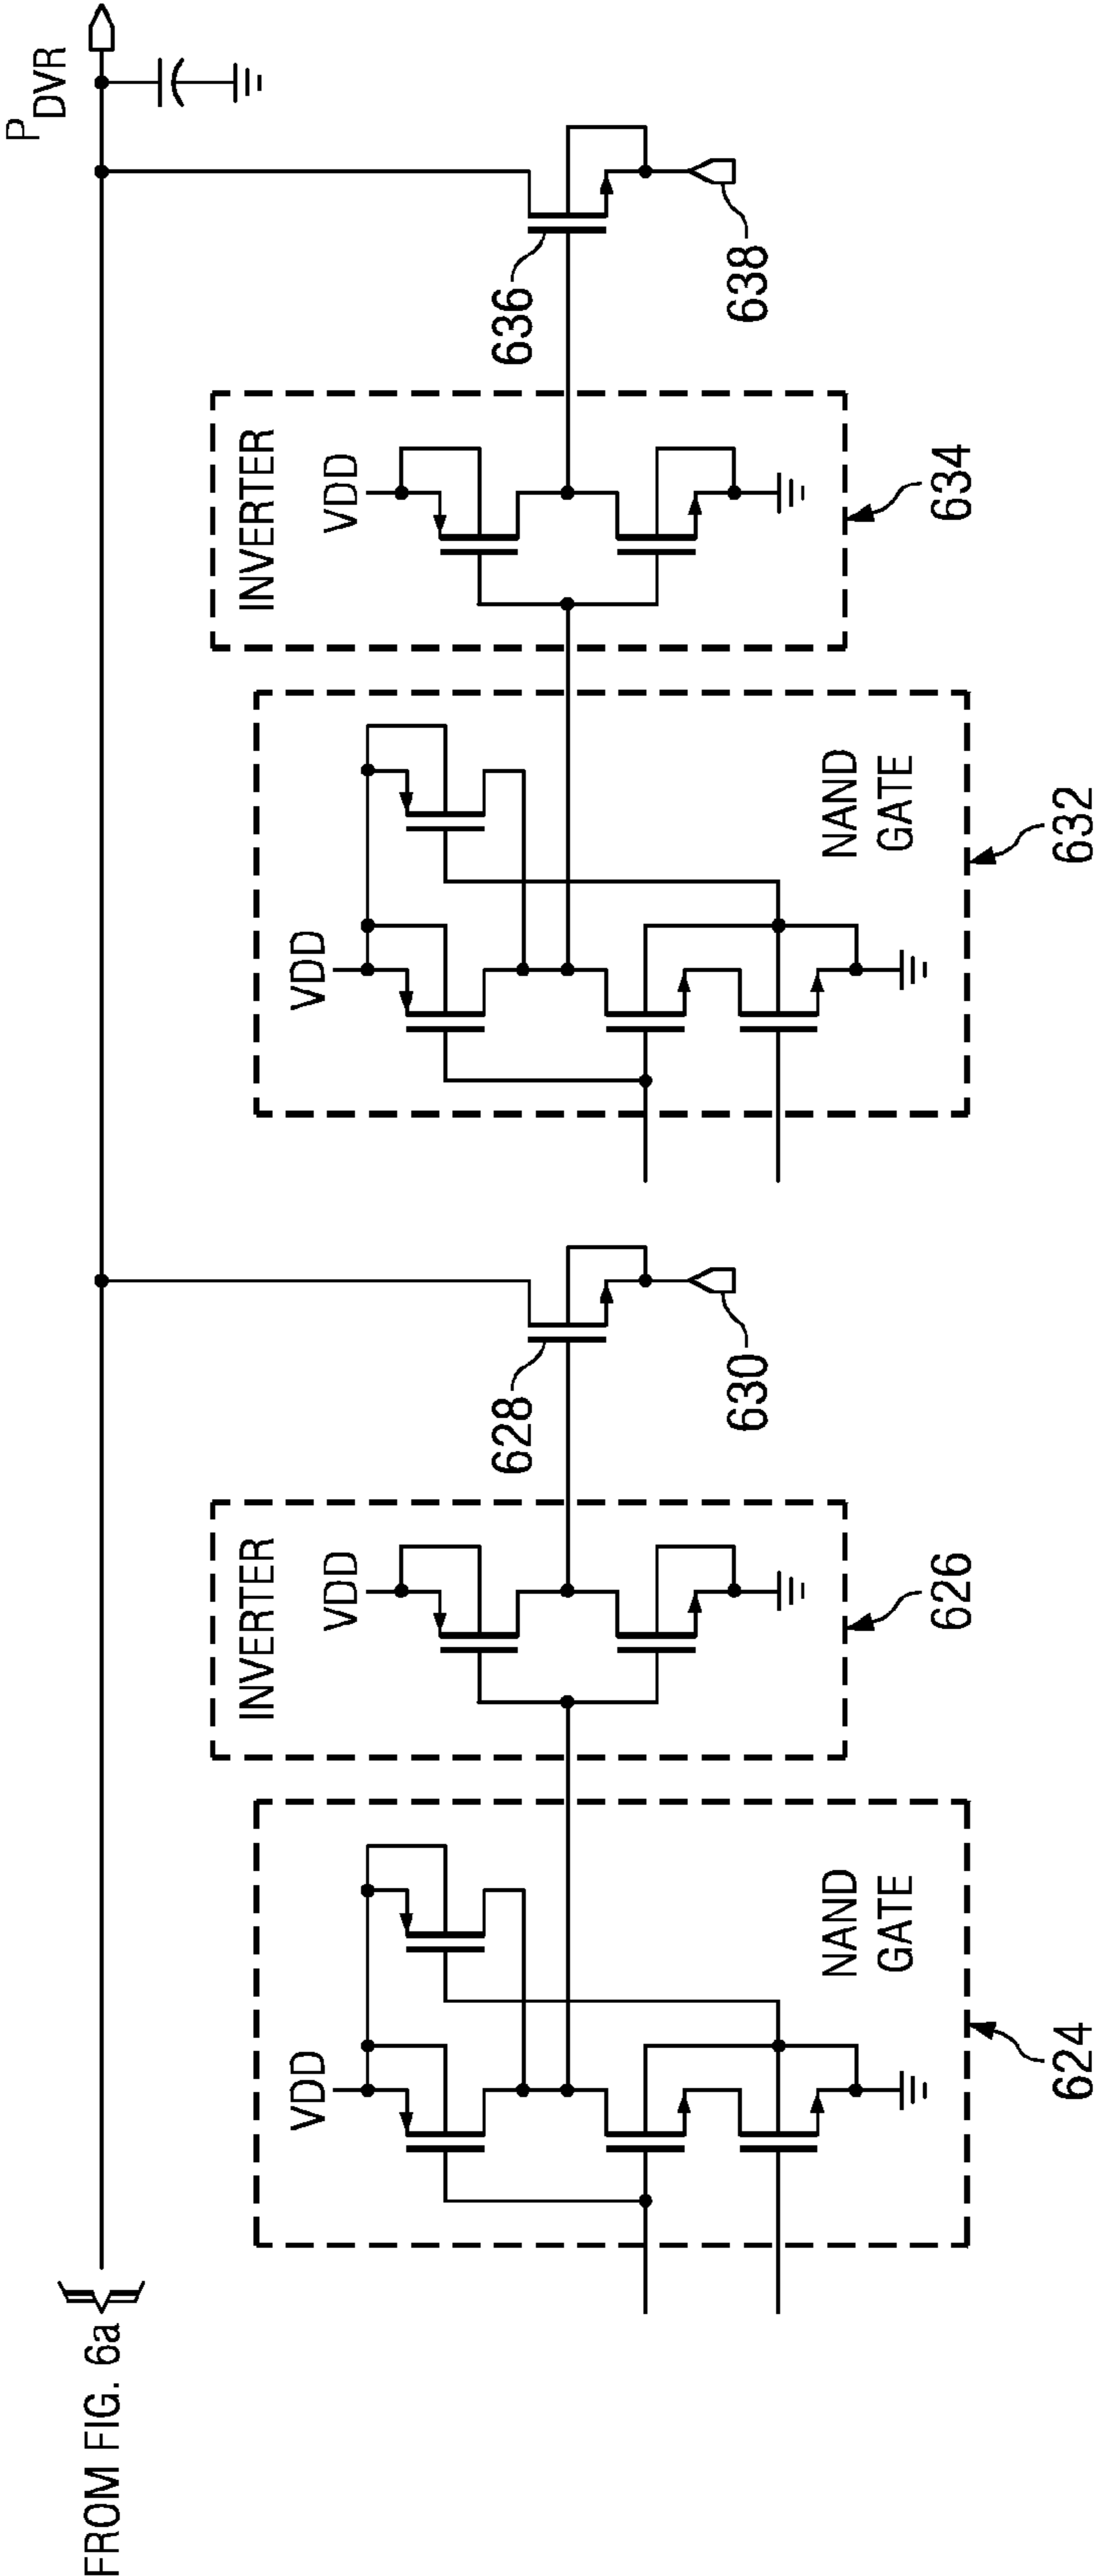 P DVR
FROM FIG. 6a
VDD
NAND
GATE
624
INVERTER
VDD
626
628
630
VDD
NAND
GATE
632
INVERTER
VDD
634
636
638